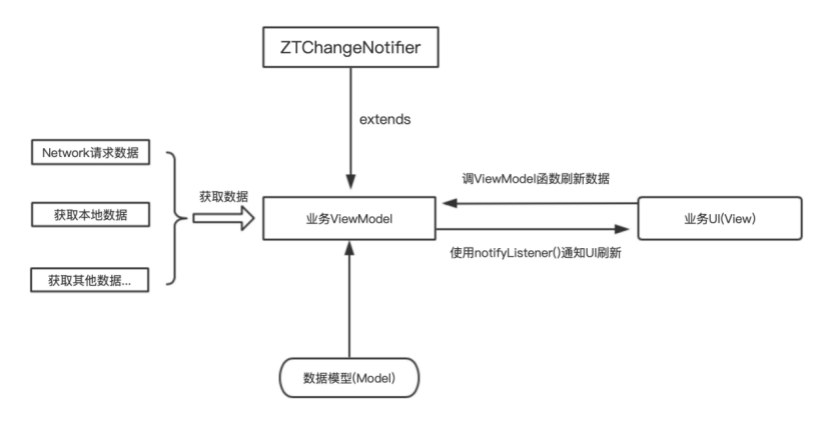 ZTChangeNotifier
extends
Network请求数据
调ViewModel函数刷新数据
获取数据
获取本地数据
业务ViewModel
业务UI(View)
使用notifyListener()通知UI刷新
获取其他数据...
数据模型(Model)